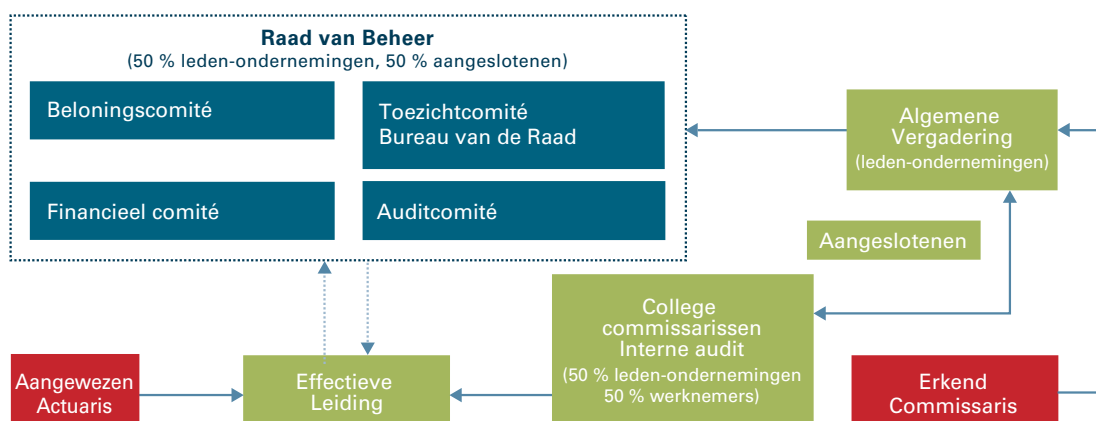 Raad van Beheer
(50 % leden-ondernemingen, 50 % aangeslotenen)
Beloningscomité
Toezichtcomité
Bureau van de Raad
Financieel comité
Auditcomité
Algemene
Vergadering
(leden-ondernemingen)
Aangeslotenen
College
commissarissen
Interne audit
(50 % leden-ondernemingen
50 % werknemers)
Aangewezen
Actuaris
Effectieve
Leiding
Erkend
Commissaris